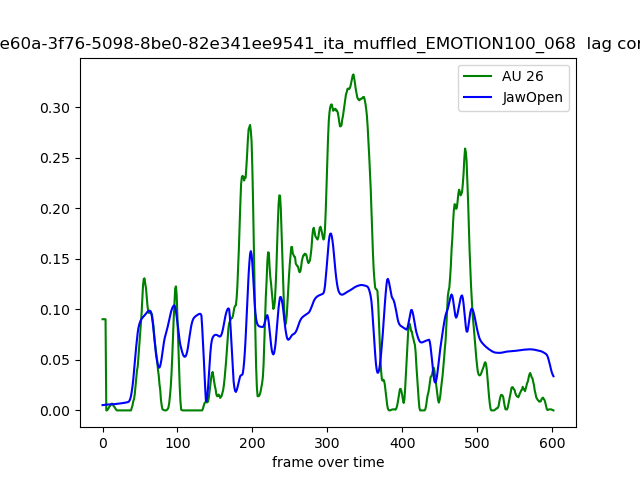 e60a-3f76-5098-8be0-82e341ee9541_ita_muffled_EMOTION100_068 lag cor
AU 26
JawOpen
0.30
0.25
0.20
0.15
0.10
0.05
0.00
0 100 200 300 400 500 600
frame over time